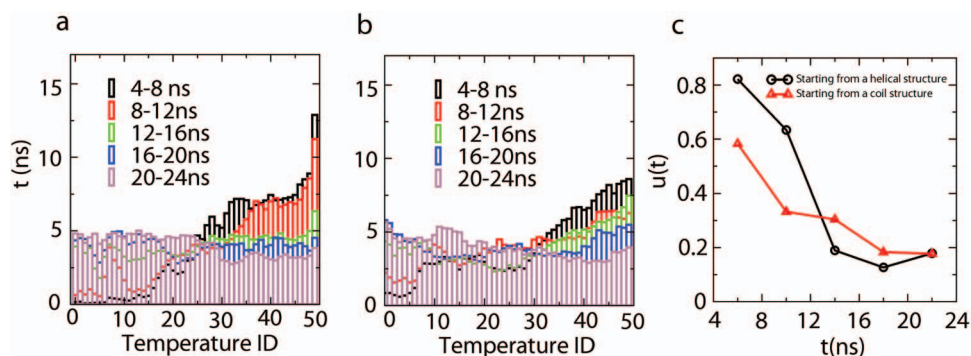 a
t (ns)
15
10
5
0
4-8 ns
8-12ns
12-16ns
16-20ns
20-24ns
0 10 20 30 40 50
Temperature ID
b
15
10
5
0
4-8 ns
8-12ns
12-16ns
16-20ns
20-24ns
0 10 20 30 40 50
Temperature ID
c
u(t)
0.8
0.6
0.4
0.2
0
Starting from a helical structure
Starting from a coil structure
4 8 12 16 20 24
t(ns)